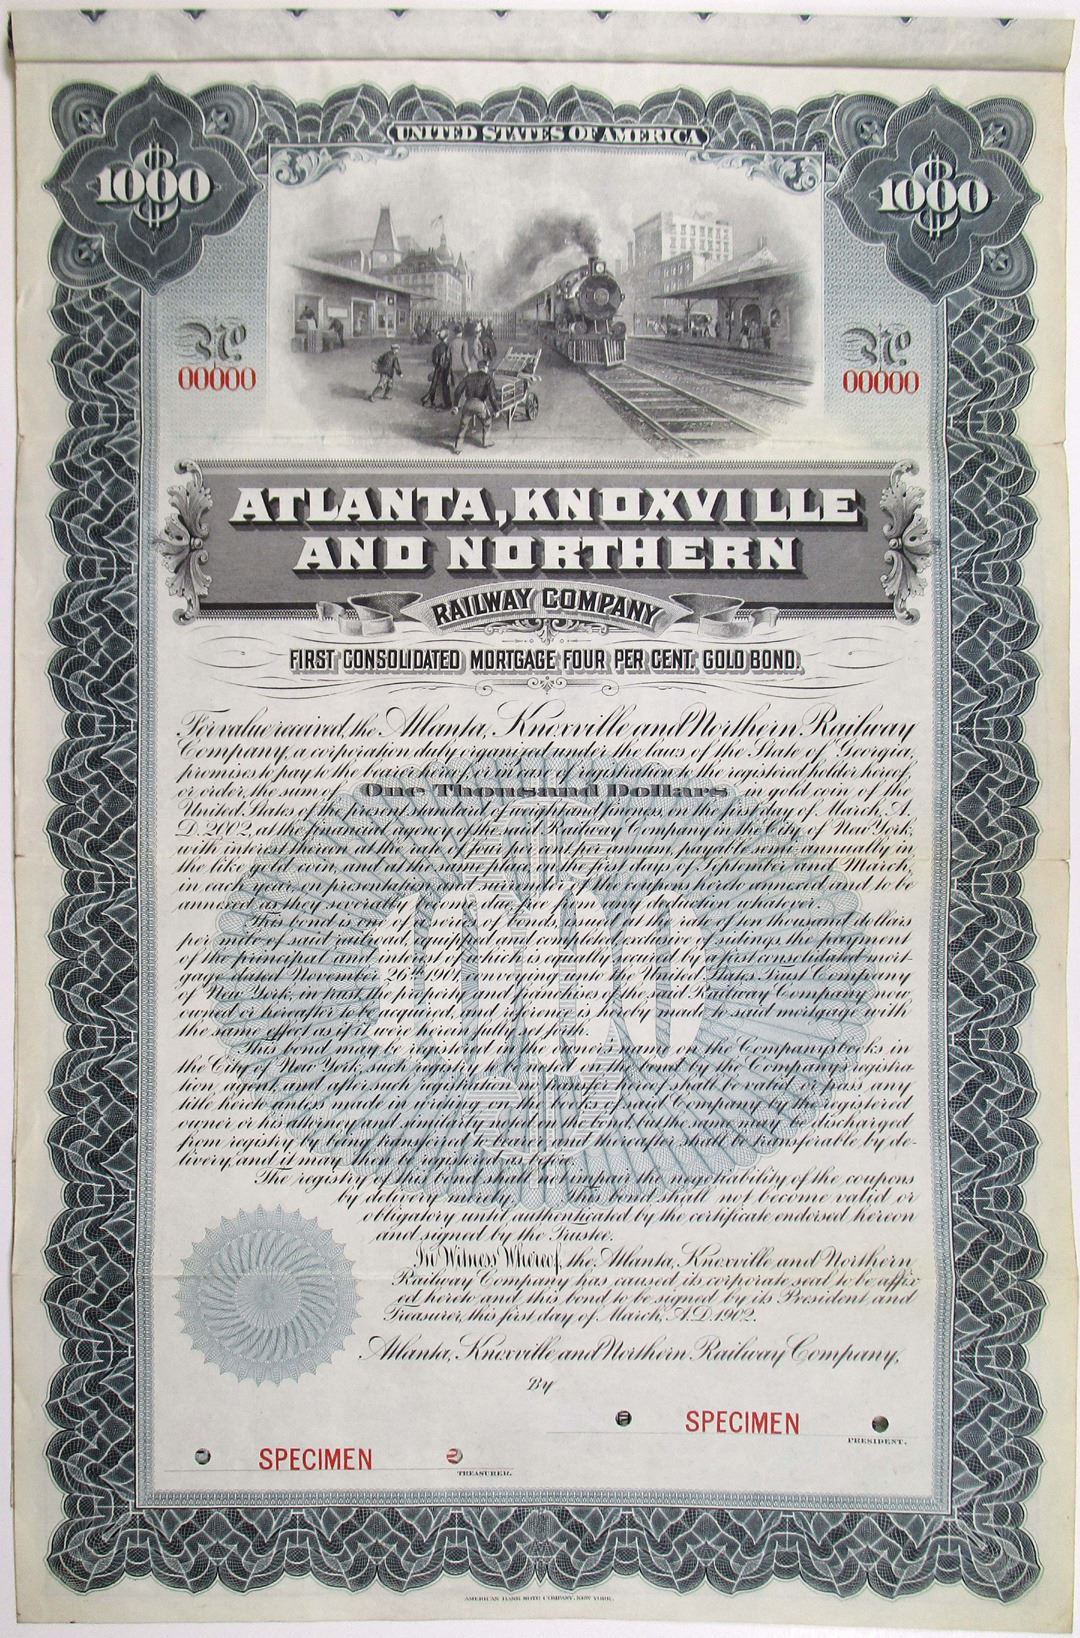 UNITED STATES OF AMERICA
$1000
$1000
No
00000
No
00000
ATLANTA, KNOXVILLE
AND NORTHERN
RAILWAY COMPANY
FIRST CONSOLIDATED MORTGAGE FOUR PER CENT. GOLD BOND.
For value received, the Atlanta, Knoxville and Northern Railway
Company, a corporation duly organized under the laws of the State of Georgia,
promises to pay to the bearer hereof, or in case of registration to the registered holder hereof,
or order, the sum of One Thousand Dollars in gold coin of the
United States of the present standard of weight and fineness, on the first day of March, A.
D. 2002, at the financial agency of the said Railway Company in the City of New York,
with interest thereon at the rate of four per cent. per annum, payable semi-annually in
the like gold coin, and at the same place, on the first days of September and March,
in each year, on presentation and surrender of the coupons hereto annexed and to be
annexed as they severally become due, free from any deduction whatever.
This bond is one of a series of bonds, issued at the rate of ten thousand dollars
per mile of said railroad, equipped and completed, exclusive of sidings, the payment
of the principal and interest of which is equally secured by a first consolidated mort-
gage dated November 26th 1901, conveying unto the United States Trust Company
of New York, in trust, the property and franchises of the said Railway Company now
owned or hereafter to be acquired, and reference is hereby made to said mortgage with
the same effect as if it were herein fully set forth.
This bond may be registered in the owner's name on the Company's books in
the City of New York, such registry being noted on the bond by the Company's registra-
tion agent, and after such registration no transfer hereof shall be valid or pass any
title hereto unless made in writing on the books of said Company by the registered
owner or his attorney and similarly noted on the bond, but the same may be discharged
from registry by being transferred to bearer and thereafter shall be transferable by de-
livery, and it may then be registered as before.
The registry of this bond shall not impair the negotiability of the coupons
by delivery merely. This bond shall not become valid or
obligatory until authenticated by the certificate endorsed hereon
and signed by the Trustee.
In Witness Whereof, the Atlanta, Knoxville and Northern
Railway Company has caused its corporate seal to be affix-
ed hereto and this bond to be signed by its President and
Treasurer, this first day of March, A.D. 1902.
Atlanta, Knoxville and Northern Railway Company,
By
SPECIMEN
PRESIDENT.
SPECIMEN
TREASURER.
AMERICAN BANK NOTE COMPANY, NEW YORK.